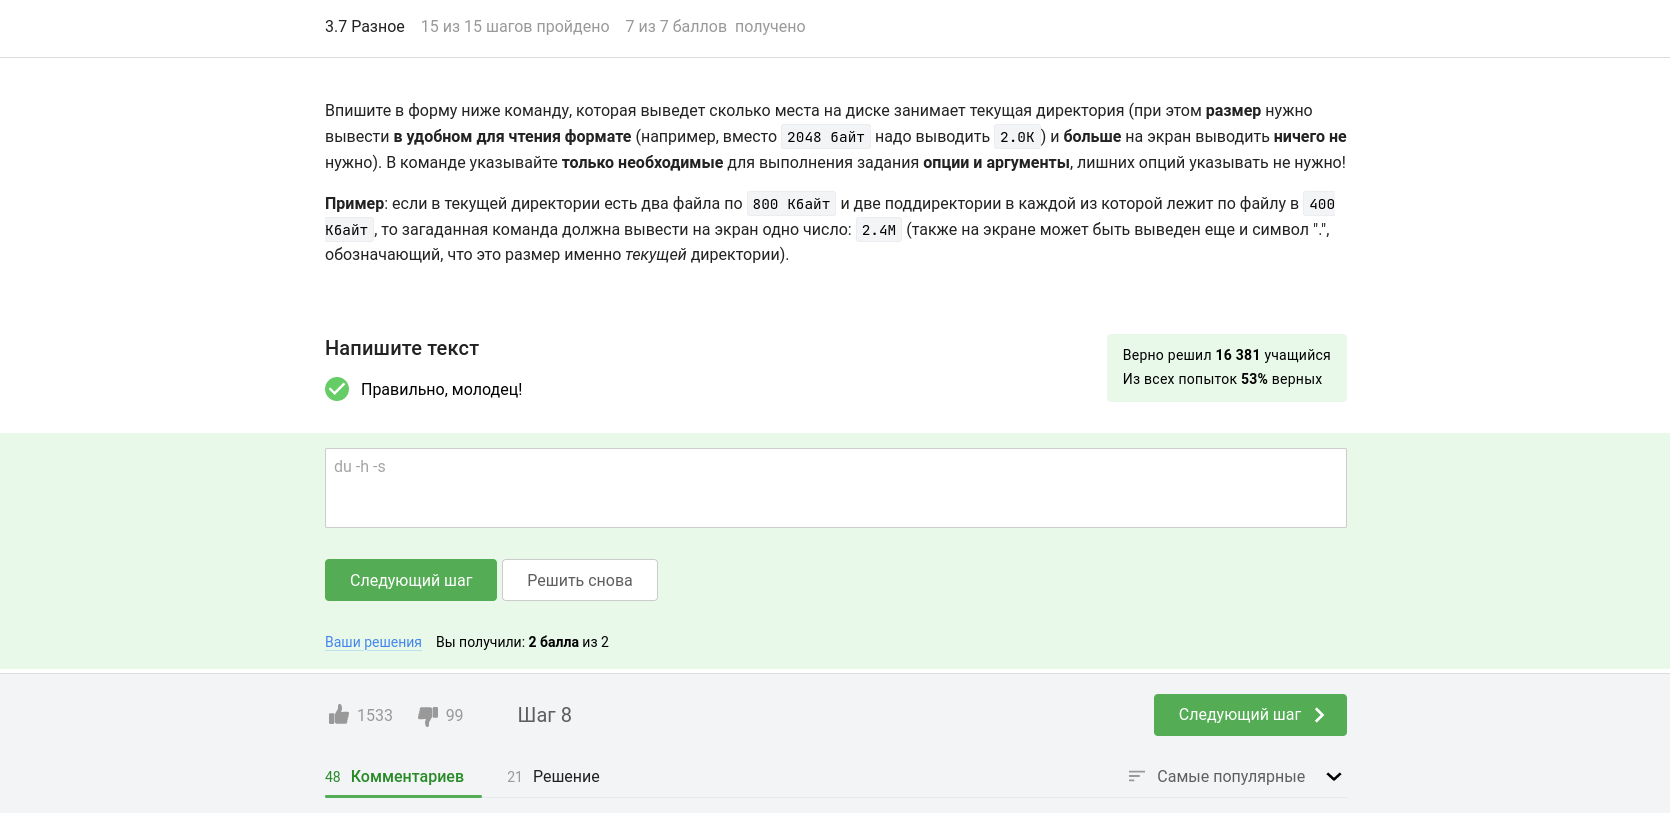 3.7 Разное 15 из 15 шагов пройдено 7 из 7 баллов получено
Впишите в форму ниже команду, которая выведет сколько места на диске занимает текущая директория (при этом размер нужно
вывести в удобном для чтения формате (например, вместо 2048 байт надо выводить 2.0K ) и больше на экран выводить ничего не
нужно). В команде указывайте только необходимые для выполнения задания опции и аргументы, лишних опций указывать не нужно!
Пример: если в текущей директории есть два файла по 800 Кбайт и две поддиректории в каждой из которой лежит по файлу в 400
Кбайт , то загаданная команда должна вывести на экран одно число: 2.4M (также на экране может быть выведен еще и символ ".",
обозначающий, что это размер именно текущей директории).
Напишите текст
Верно решил 16 381 учащийся
Из всех попыток 53% верных
Правильно, молодец!
du -h -s
Следующий шаг Решить снова
Ваши решения Вы получили: 2 балла из 2
1533 99 Шаг 8 Следующий шаг
48 Комментариев 21 Решение Самые популярные